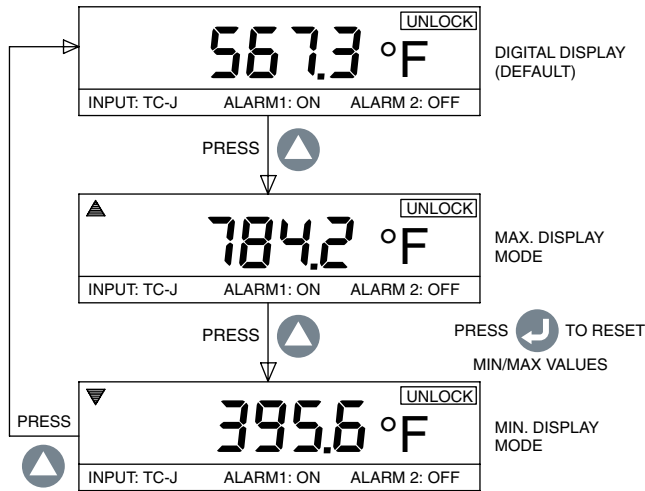 UNLOCK
567.3 °F
INPUT: TC-J ALARM1: ON ALARM 2: OFF
DIGITAL DISPLAY
(DEFAULT)
PRESS
UNLOCK
784.2 °F
INPUT: TC-J ALARM1: ON ALARM 2: OFF
MAX. DISPLAY
MODE
PRESS
PRESS TO RESET
MIN/MAX VALUES
UNLOCK
395.6 °F
INPUT: TC-J ALARM1: ON ALARM 2: OFF
MIN. DISPLAY
MODE
PRESS